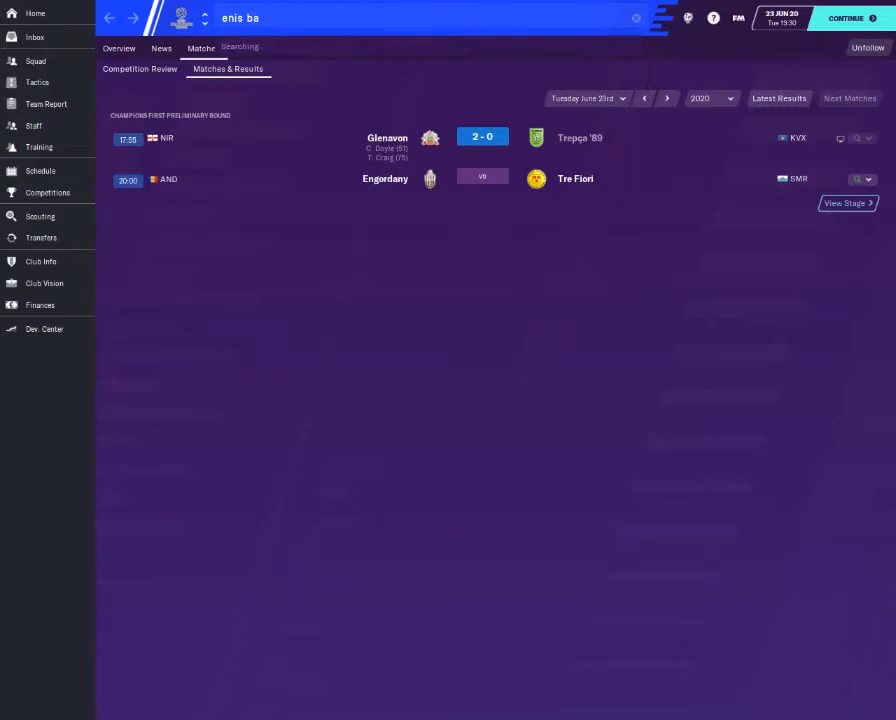 Home
Inbox
Squad
Tactics
Team Report
Staff
Training
Schedule
Competitions
Scouting
Transfers
Club Info
Club Vision
Finances
Dev. Center
enis ba
FM
23 JUN 20
Tue 19:30
CONTINUE
Overview News Matche Searching
Unfollow
Competition Review Matches & Results
Tuesday June 23rd 2020 Latest Results Next Matches
CHAMPIONS FIRST PRELIMINARY ROUND
17:55 NIR Glenavon 2 - 0 Trepça '89 KVX
C. Doyle (51)
T. Craig (75)
20:00 AND Engordany vs Tre Fiori SMR
View Stage